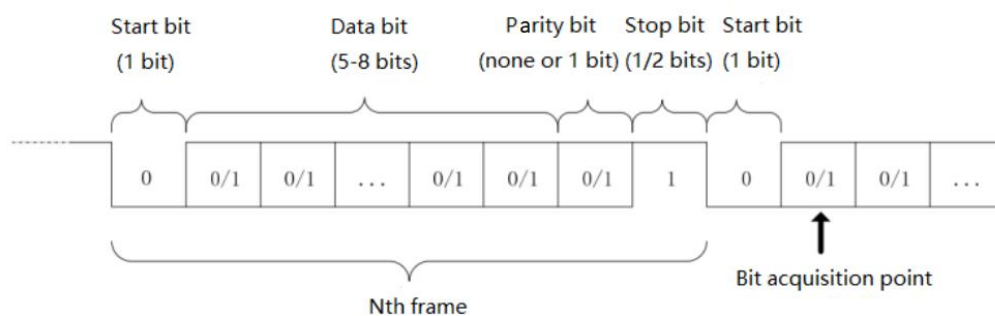 Start bit
(1 bit)
Data bit
(5-8 bits)
Parity bit
(none or 1 bit)
Stop bit
(1/2 bits)
Start bit
(1 bit)
0 0/1 0/1 ... 0/1 0/1 0/1 1 0 0/1 0/1 ...
Bit acquisition point
Nth frame